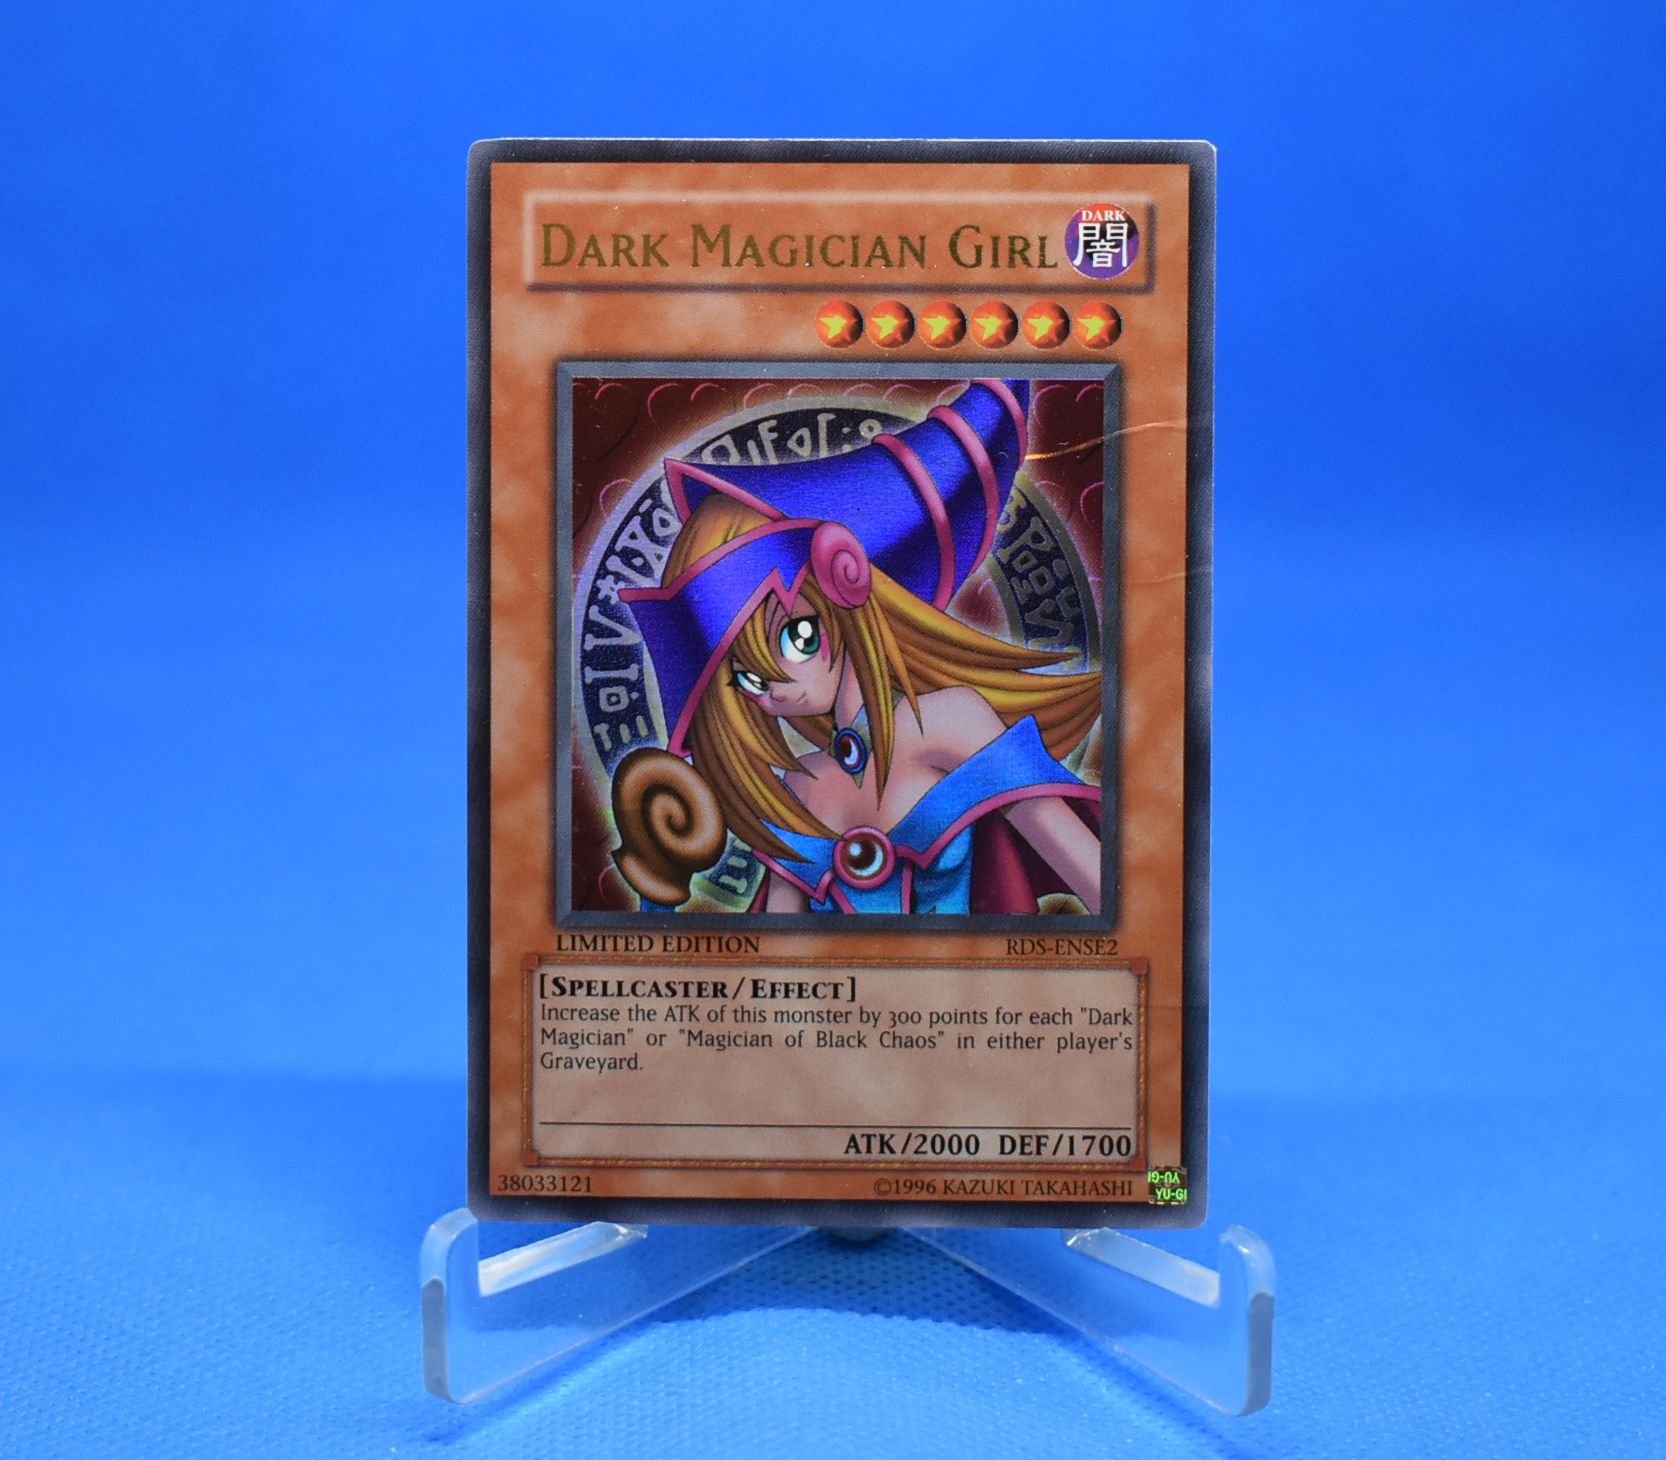 DARK MAGICIAN GIRL
DARK
闇
LIMITED EDITION RDS-ENSE2
[SPELLCASTER/EFFECT]
Increase the ATK of this monster by 300 points for each "Dark
Magician" or "Magician of Black Chaos" in either player's
Graveyard.
ATK/2000 DEF/1700
38033121 ©1996 KAZUKI TAKAHASHI
YU-GI
YU-GI